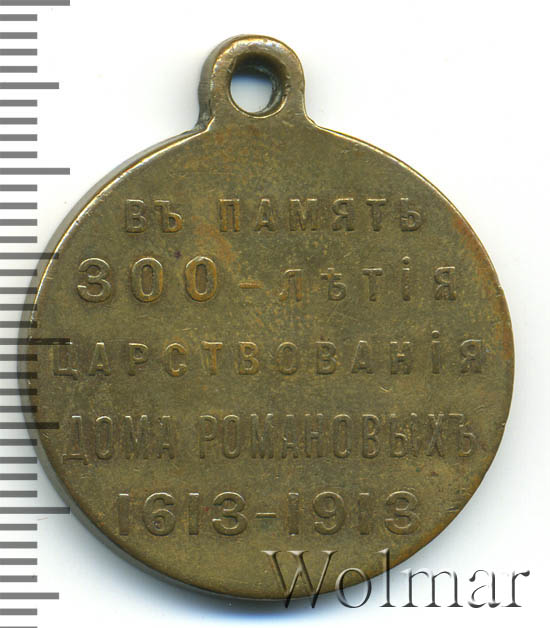 ВЪ ПАМЯТЬ
300-ЛѢТІЯ
ЦАРСТВОВАНІЯ
ДОМА РОМАНОВЫХЪ
1613-1913
Wolmar